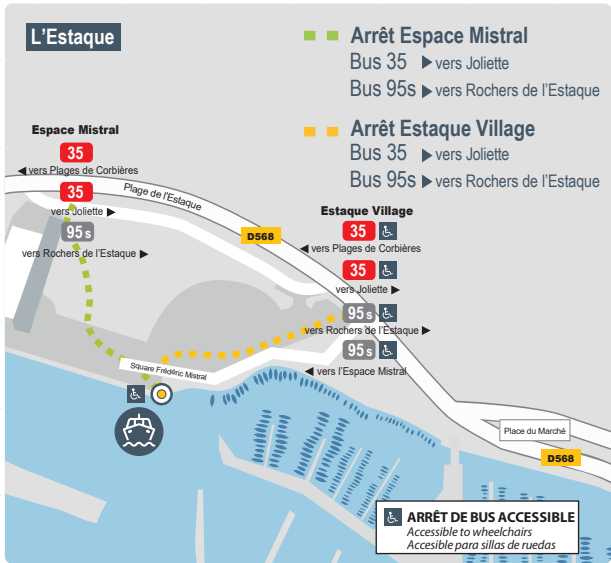 L'Estaque
Arrêt Espace Mistral
Bus 35 ▶ vers Joliette
Bus 95s ▶ vers Rochers de l'Estaque
Arrêt Estaque Village
Bus 35 ▶ vers Joliette
Bus 95s ▶ vers Rochers de l'Estaque
Espace Mistral
35
◀ vers Plages de Corbières
35
vers Joliette ▶
95 s
vers Rochers de l'Estaque ▶
Plage de l'Estaque
D568
Estaque Village
35
◀ vers Plages de Corbières
35
vers Joliette ▶
95 s
vers Rochers de l'Estaque ▶
95 s
◀ vers l'Espace Mistral
Square Frédéric Mistral
Place du Marché
D568
ARRÊT DE BUS ACCESSIBLE
Accessible to wheelchairs
Accesible para sillas de ruedas